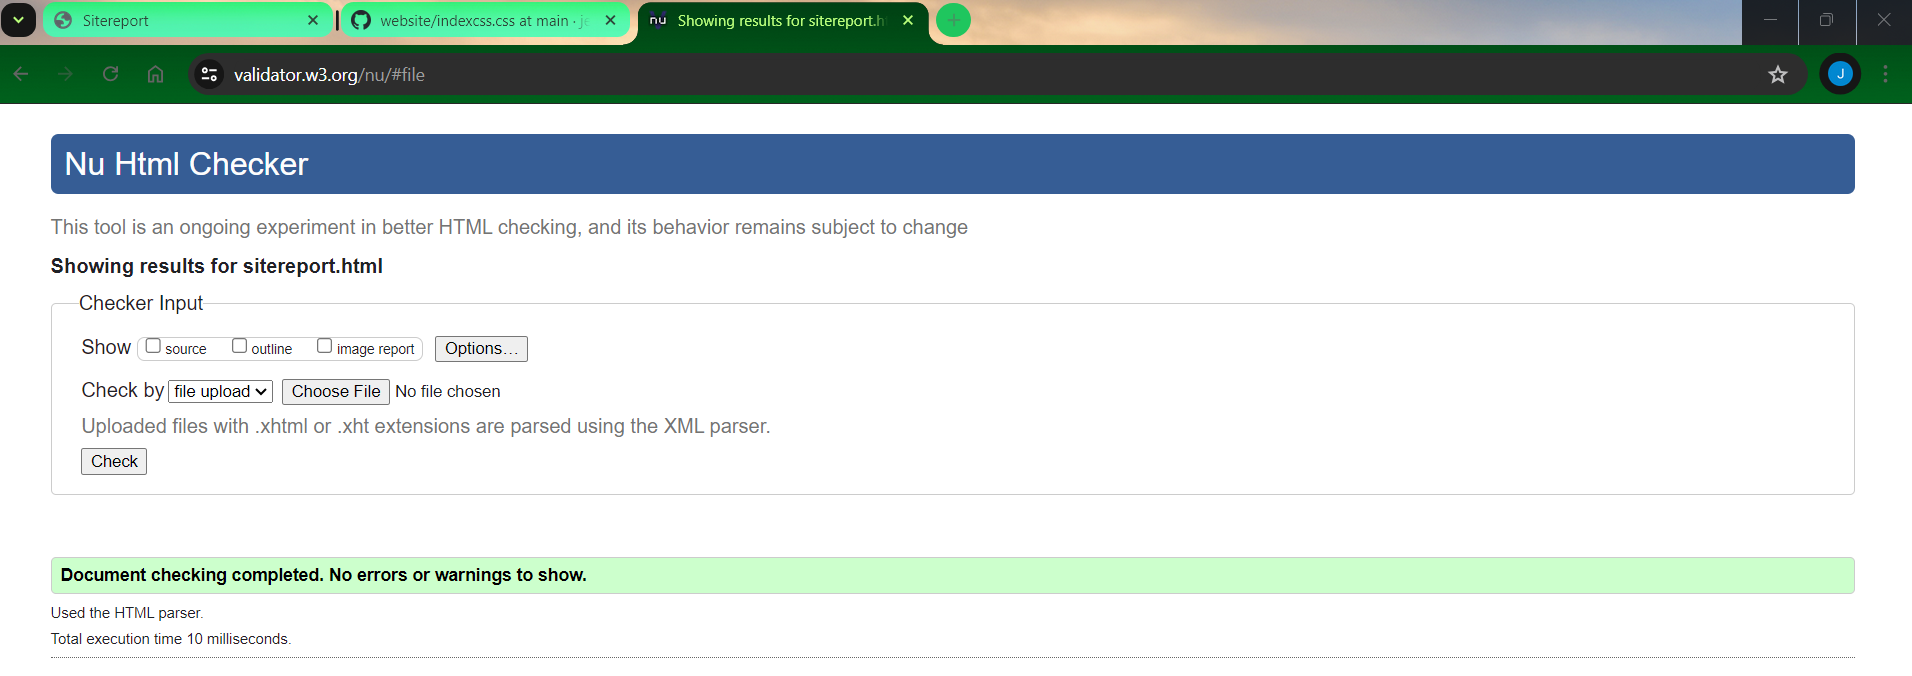 Sitereport
website/indexcss.css at main · je
nu Showing results for sitereport.h
validator.w3.org/nu/#file
J
Nu Html Checker
This tool is an ongoing experiment in better HTML checking, and its behavior remains subject to change
Showing results for sitereport.html
Checker Input
Show source outline image report Options…
Check by file upload Choose File No file chosen
Uploaded files with .xhtml or .xht extensions are parsed using the XML parser.
Check
Document checking completed. No errors or warnings to show.
Used the HTML parser.
Total execution time 10 milliseconds.